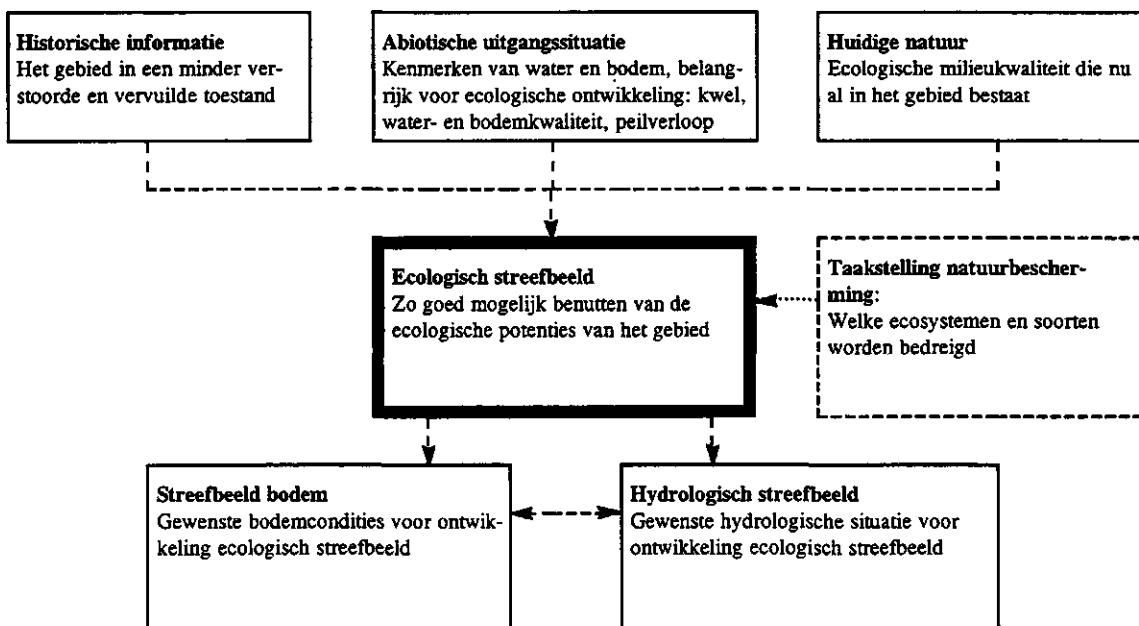 Historische informatie
Het gebied in een minder ver-
stoorde en vervuilde toestand
Abiotische uitgangssituatie
Kenmerken van water en bodem, belang-
rijk voor ecologische ontwikkeling: kwel,
water- en bodemkwaliteit, peilverloop
Huidige natuur
Ecologische milieukwaliteit die nu
al in het gebied bestaat
Ecologisch streefbeeld
Zo goed mogelijk benutten van de
ecologische potenties van het gebied
Taakstelling natuurbescher-
ming:
Welke ecosystemen en soorten
worden bedreigd
Streefbeeld bodem
Gewenste bodemcondities voor ontwik-
keling ecologisch streefbeeld
Hydrologisch streefbeeld
Gewenste hydrologische situatie voor
ontwikkeling ecologisch streefbeeld